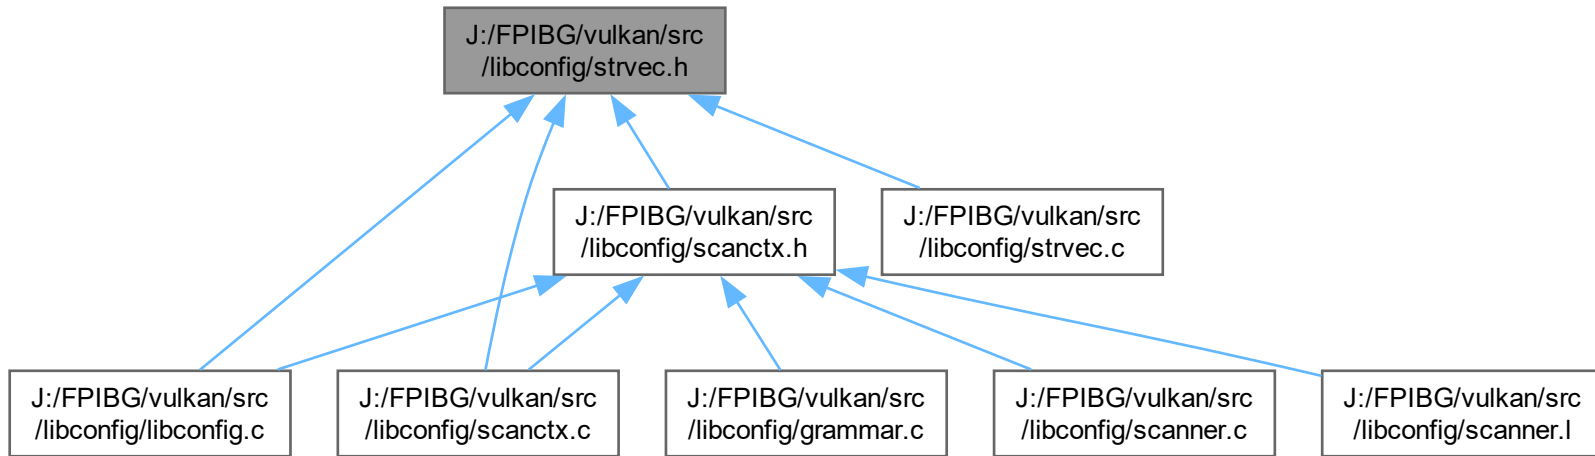 J:/FPIBG/vulkan/src
/libconfig/strvec.h
J:/FPIBG/vulkan/src
/libconfig/scanctx.h
J:/FPIBG/vulkan/src
/libconfig/strvec.c
J:/FPIBG/vulkan/src
/libconfig/libconfig.c
J:/FPIBG/vulkan/src
/libconfig/scanctx.c
J:/FPIBG/vulkan/src
/libconfig/grammar.c
J:/FPIBG/vulkan/src
/libconfig/scanner.c
J:/FPIBG/vulkan/src
/libconfig/scanner.l